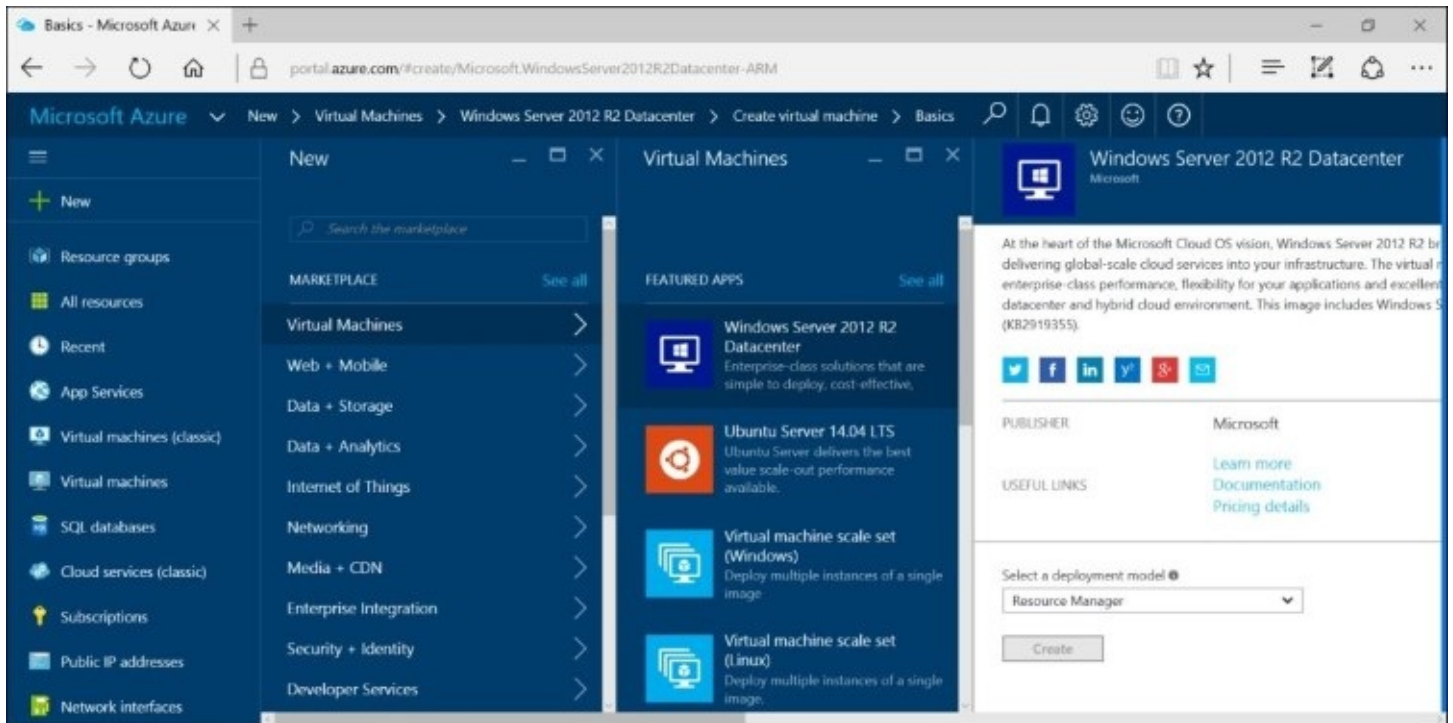 Basics - Microsoft Azure
portal.azure.com/#create/Microsoft.WindowsServer2012R2Datacenter-ARM
Microsoft Azure
New > Virtual Machines > Windows Server 2012 R2 Datacenter > Create virtual machine > Basics
New
Resource groups
All resources
Recent
App Services
Virtual machines (classic)
Virtual machines
SQL databases
Cloud services (classic)
Subscriptions
Public IP addresses
Network interfaces
New
Search the marketplace
MARKETPLACE
See all
Virtual Machines
Web + Mobile
Data + Storage
Data + Analytics
Internet of Things
Networking
Media + CDN
Enterprise Integration
Security + Identity
Developer Services
Virtual Machines
FEATURED APPS
See all
Windows Server 2012 R2
Datacenter
Enterprise-class solutions that are
simple to deploy, cost-effective,
Ubuntu Server 14.04 LTS
Ubuntu Server delivers the best
value scale-out performance
available.
Virtual machine scale set
(Windows)
Deploy multiple instances of a single
image
Virtual machine scale set
(Linux)
Deploy multiple instances of a single
image.
Windows Server 2012 R2 Datacenter
Microsoft
At the heart of the Microsoft Cloud OS vision, Windows Server 2012 R2 br
delivering global-scale cloud services into your infrastructure. The virtual
enterprise-class performance, flexibility for your applications and excellent
datacenter and hybrid cloud environment. This image includes Windows S
(KB2919355).
PUBLISHER
Microsoft
USEFUL LINKS
Learn more
Documentation
Pricing details
Select a deployment model
Resource Manager
Create